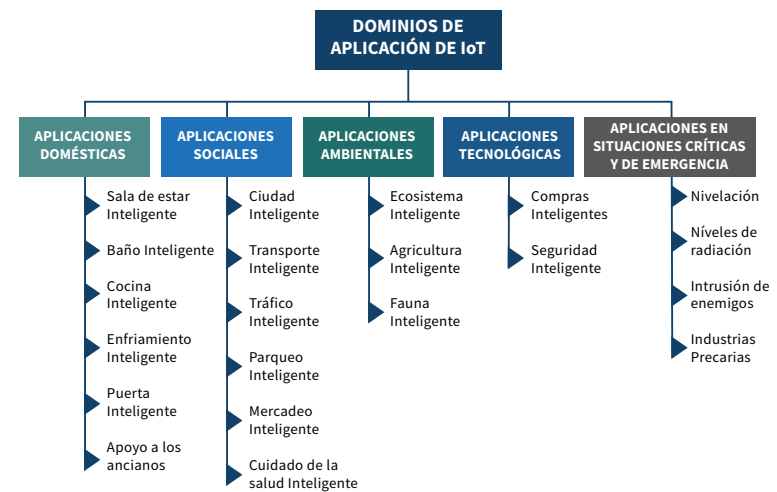 DOMINIOS DE
APLICACIÓN DE IoT
APLICACIONES
DOMÉSTICAS
Sala de estar
Inteligente
Baño Inteligente
Cocina
Inteligente
Enfriamiento
Inteligente
Puerta
Inteligente
Apoyo a los
ancianos
APLICACIONES
SOCIALES
Ciudad
Inteligente
Transporte
Inteligente
Tráfico
Inteligente
Parqueo
Inteligente
Mercadeo
Inteligente
Cuidado de la
salud Inteligente
APLICACIONES
AMBIENTALES
Ecosistema
Inteligente
Agricultura
Inteligente
Fauna
Inteligente
APLICACIONES
TECNOLÓGICAS
Compras
Inteligentes
Seguridad
Inteligente
APLICACIONES EN
SITUACIONES CRÍTICAS
Y DE EMERGENCIA
Nivelación
Níveles de
radiación
Intrusión de
enemigos
Industrias
Precarias